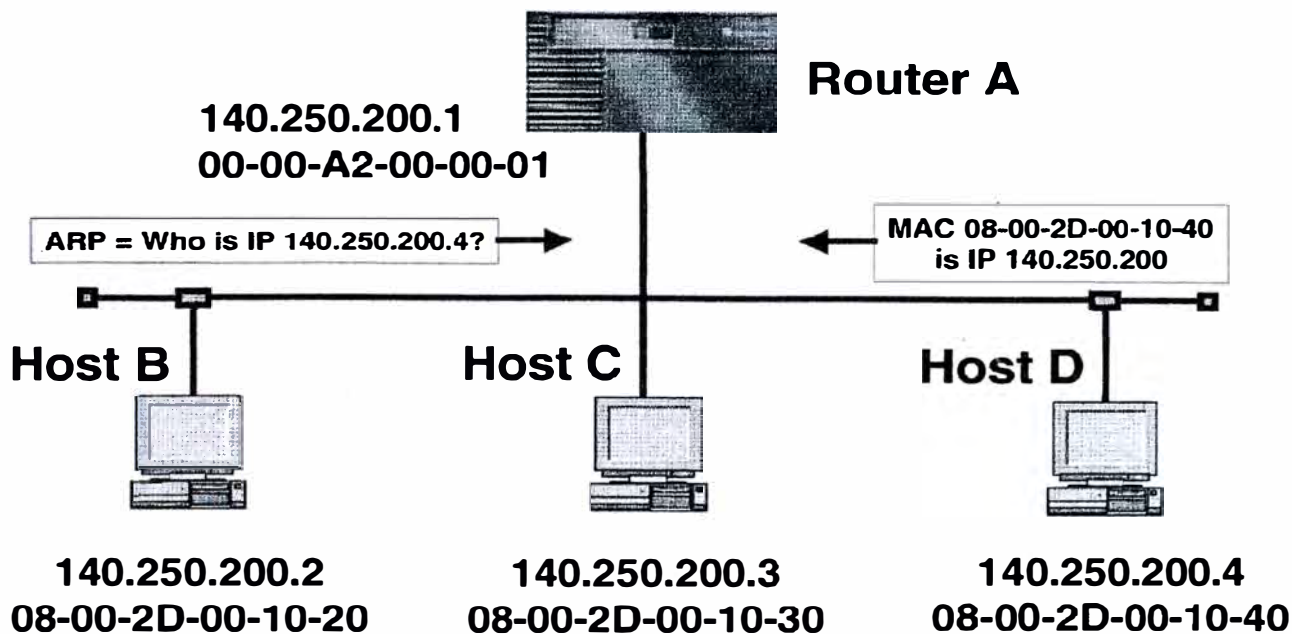 Router A
140.250.200.1
00-00-A2-00-00-01
ARP = Who is IP 140.250.200.4?
MAC 08-00-2D-00-10-40
is IP 140.250.200
Host B
Host C
Host D
140.250.200.2
08-00-2D-00-10-20
140.250.200.3
08-00-2D-00-10-30
140.250.200.4
08-00-2D-00-10-40